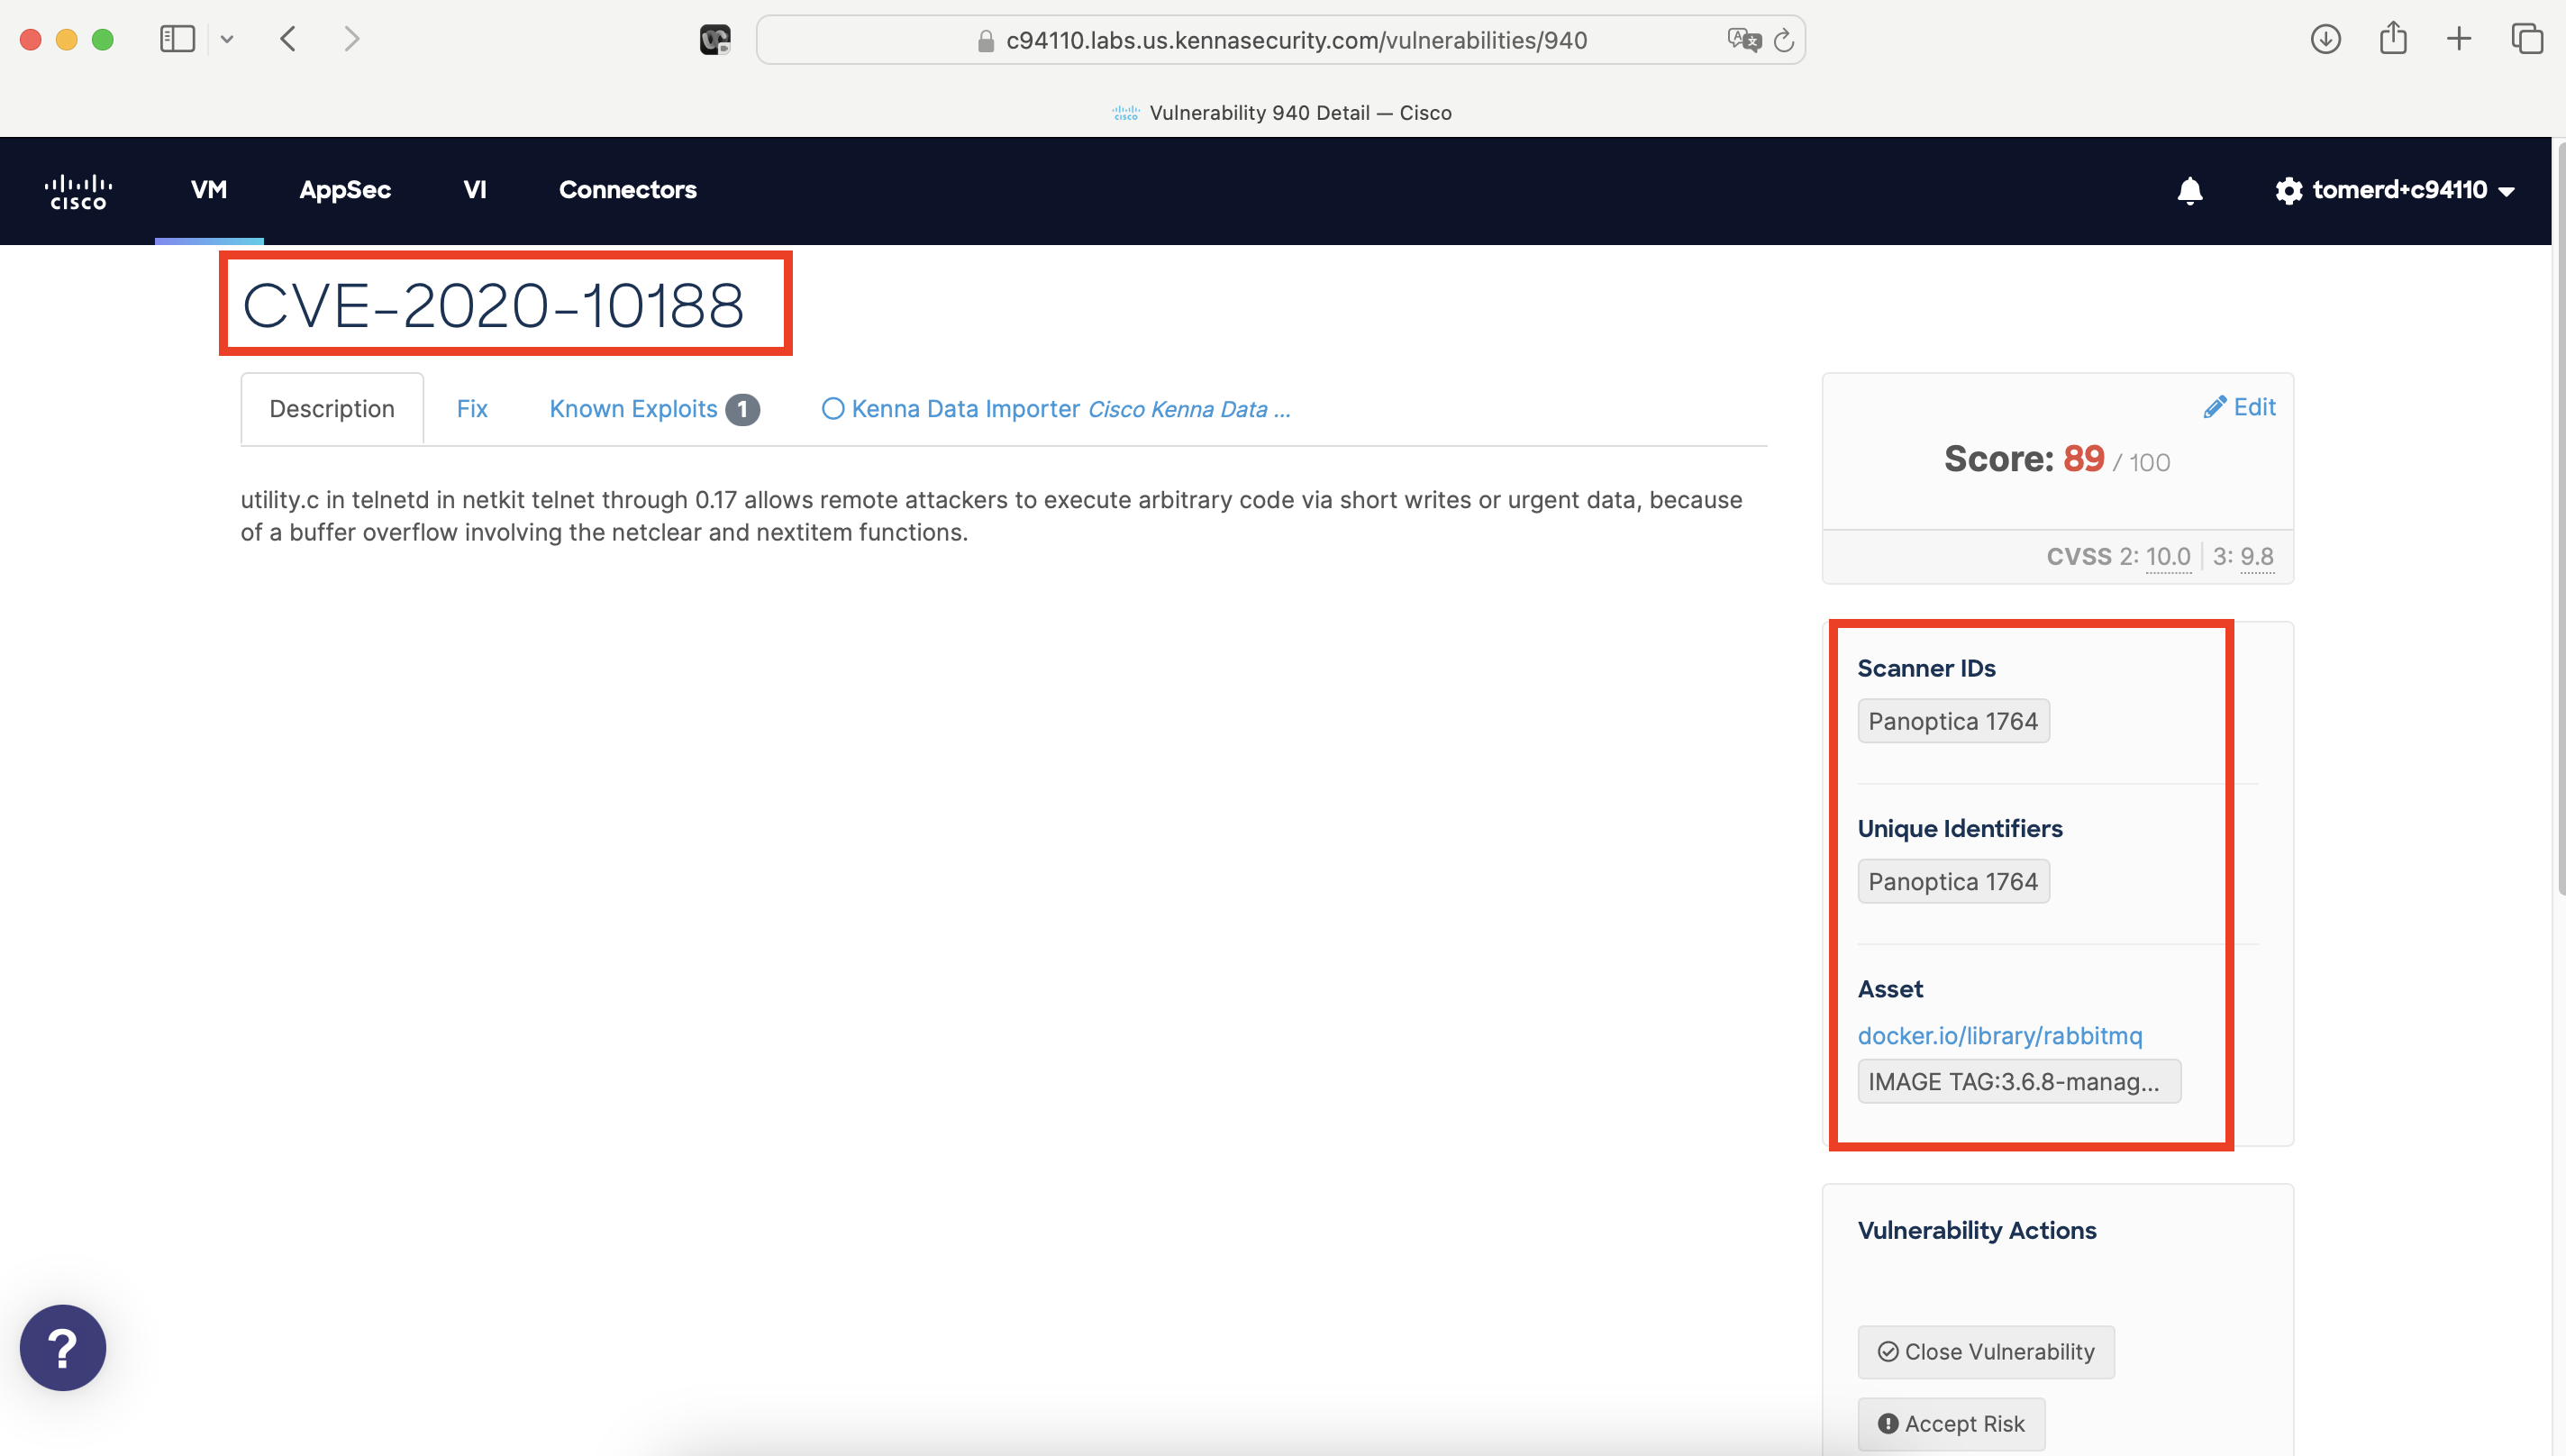 c94110.labs.us.kennasecurity.com/vulnerabilities/940
Vulnerability 940 Detail — Cisco
CISCO
VM
AppSec
VI
Connectors
tomerd+c94110
CVE-2020-10188
Description
Fix
Known Exploits 1
Kenna Data Importer Cisco Kenna Data ...
utility.c in telnetd in netkit telnet through 0.17 allows remote attackers to execute arbitrary code via short writes or urgent data, because
of a buffer overflow involving the netclear and nextitem functions.
Edit
Score: 89 / 100
CVSS 2: 10.0 3: 9.8
Scanner IDs
Panoptica 1764
Unique Identifiers
Panoptica 1764
Asset
docker.io/library/rabbitmq
IMAGE TAG:3.6.8-manag...
Vulnerability Actions
Close Vulnerability
Accept Risk
?